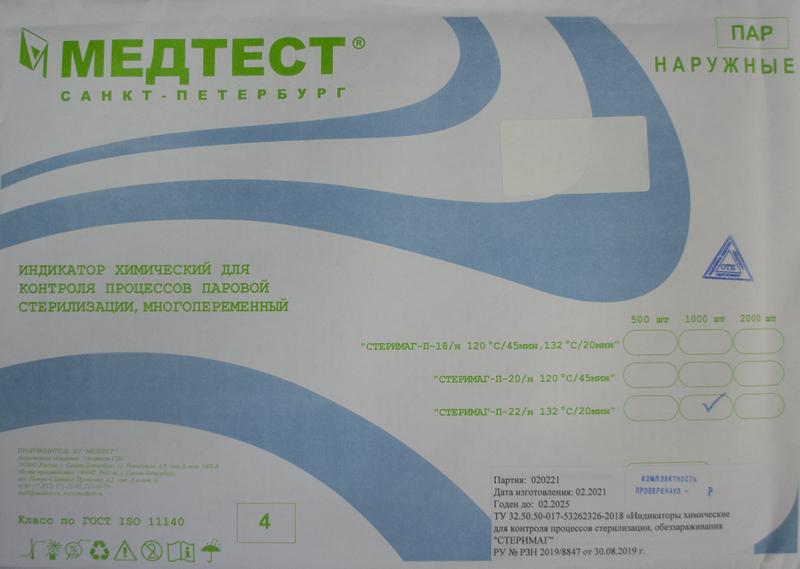 МЕДТЕСТ®
САНКТ-ПЕТЕРБУРГ
ПАР
НАРУЖНЫЕ
ОТК
ИНДИКАТОР ХИМИЧЕСКИЙ ДЛЯ
КОНТРОЛЯ ПРОЦЕССОВ ПАРОВОЙ
СТЕРИЛИЗАЦИИ, МНОГОПЕРЕМЕННЫЙ
500 шт 1000 шт 2000 шт
"СТЕРИМАГ-П-18/н 120°С/45мин, 132°С/20мин"
"СТЕРИМАГ-П-20/н 120°С/45мин"
"СТЕРИМАГ-П-22/н 132°С/20мин"
ПРОИЗВОДИТЕЛЬ: АО "МЕДТЕСТ"
Класс по ГОСТ ISO 11140
4
Партия: 020221
Дата изготовления: 02.2021
Годен до: 02.2025
ТУ 32.50.50-017-53262326-2018 «Индикаторы химические
для контроля процессов стерилизации, обеззараживания
"СТЕРИМАГ"
РУ № РЗН 2019/8847 от 30.08.2019 г.
КОМПЛЕКТНОСТЬ